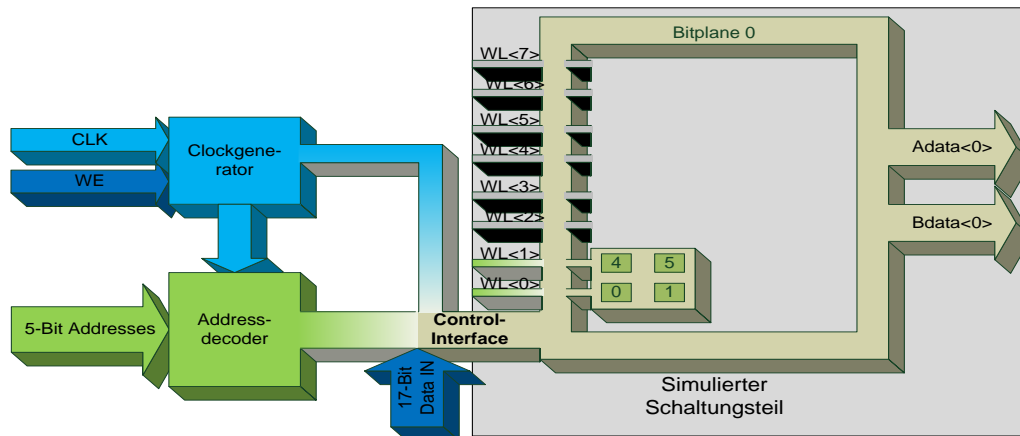 Bitplane 0
WL<7>
WL<6>
WL<5>
WL<4>
WL<3>
WL<2>
WL<1>
WL<0>
4 5
0 1
CLK
WE
Clockgene-
rator
Adata<0>
Bdata<0>
5-Bit Addresses
Address-
decoder
Control-
Interface
17-Bit
Data IN
Simulierter
Schaltungsteil